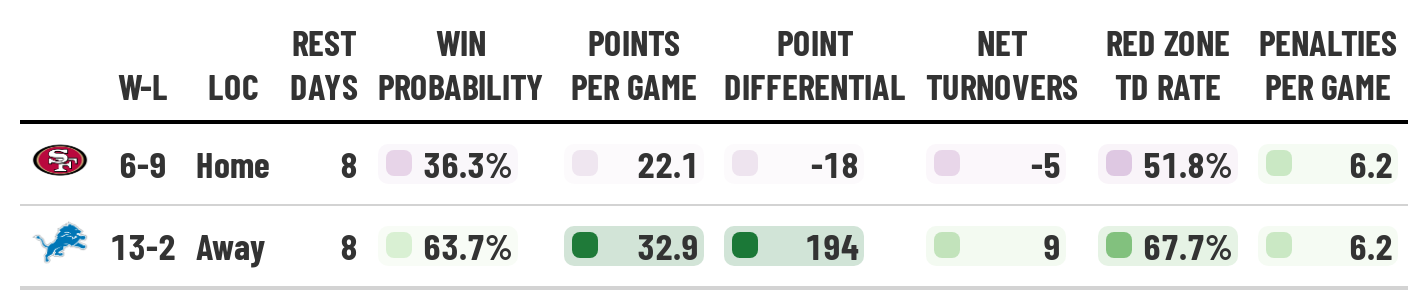 REST WIN POINTS POINT NET RED ZONE PENALTIES
W-L LOC DAYS PROBABILITY PER GAME DIFFERENTIAL TURNOVERS TD RATE PER GAME
SF 6-9 Home 8 36.3% 22.1 -18 -5 51.8% 6.2
13-2 Away 8 63.7% 32.9 194 9 67.7% 6.2